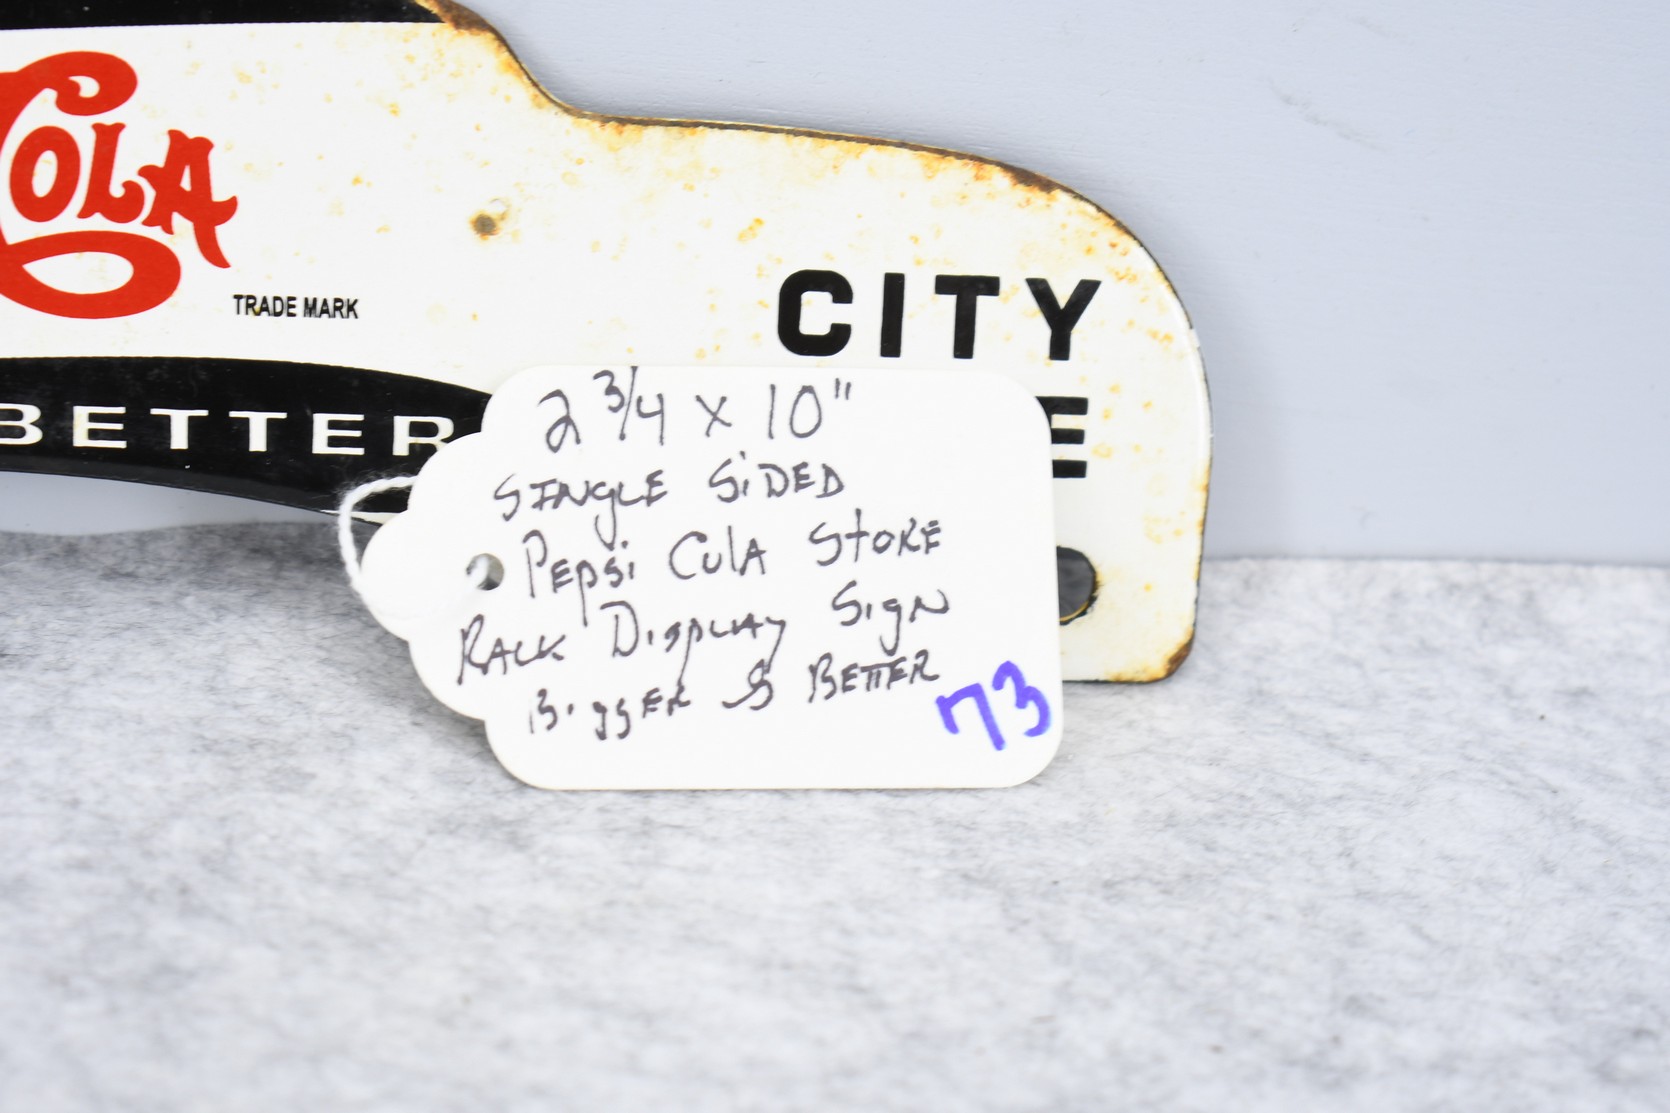 COLA
TRADE MARK
CITY
BETTER
E
2 3/4 x 10"
SINGLE SIDED
PEPSI COLA STORE
RACK DISPLAY SIGN
BIGGER & BETTER
73